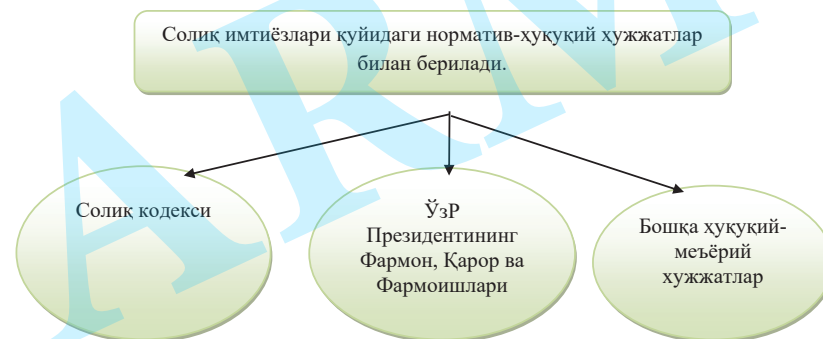 Солиқ имтиёзлари қуйидаги норматив-ҳуқуқий ҳужжатлар
билан берилади.
Солиқ кодекси
ЎзР
Президентининг
Фармон, Қарор ва
Фармоишлари
Бошқа ҳуқуқий-
меъёрий
хужжатлар
ARM